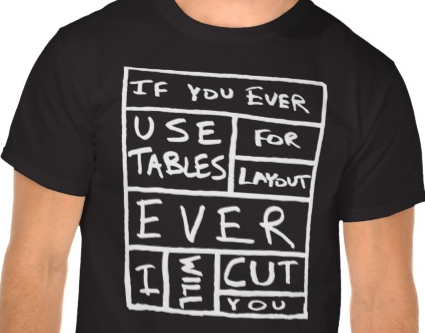 IF YOU EVER
USE
TABLES
FOR
LAYOUT
EVER
I
WILL
CUT
YOU